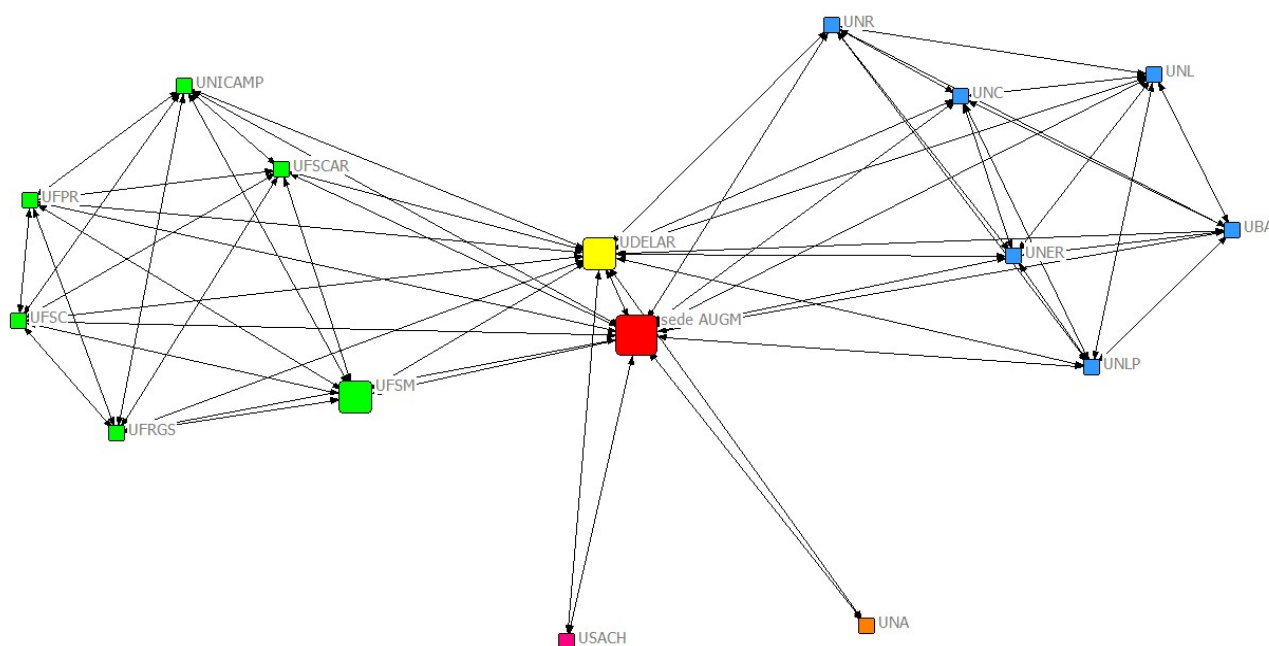 UNR
UNL
UNICAMP
UNC
UFSCAR
UFPR
UBA
UDELAR
UNER
UFSC
sede AUGM
UNLP
UFSM
UFRGS
UNA
USACH